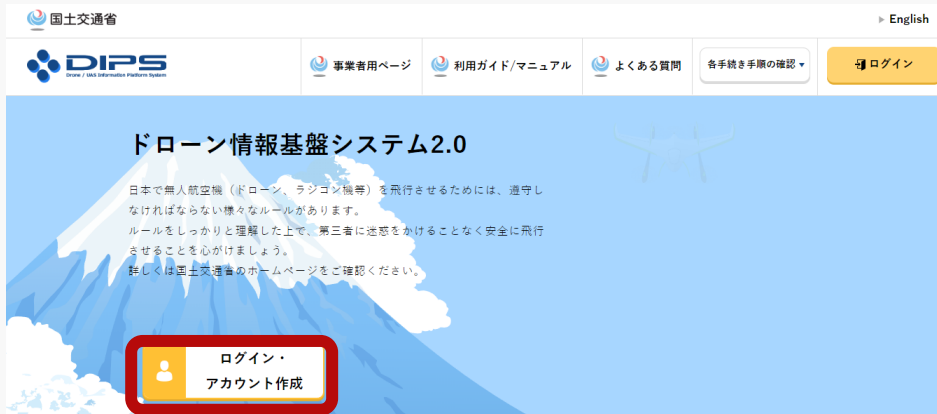 国土交通省
English
DIPS
Drone / UAS Information Platform System
事業者用ページ
利用ガイド/マニュアル
よくある質問
各手続き手順の確認
ログイン
ドローン情報基盤システム2.0
日本で無人航空機（ドローン、ラジコン機等）を飛行させるためには、遵守し
なければならない様々なルールがあります。
ルールをしっかりと理解した上で、第三者に迷惑をかけることなく安全に飛行
させることを心がけましょう。
詳しくは国土交通省のホームページをご確認ください。
ログイン・
アカウント作成